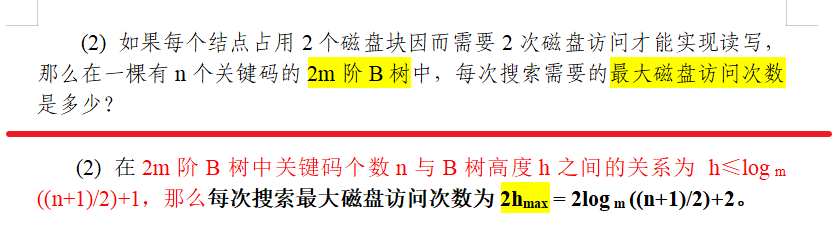 (2) 如果每个结点占用 2 个磁盘块因而需要 2 次磁盘访问才能实现读写，
那么在一棵有 n 个关键码的 2m 阶 B 树中，每次搜索需要的最大磁盘访问次数
是多少？
(2) 在 2m 阶 B 树中关键码个数 n 与 B 树高度 h 之间的关系为 h≤log m
((n+1)/2)+1，那么每次搜索最大磁盘访问次数为 2hmax = 2log m ((n+1)/2)+2。